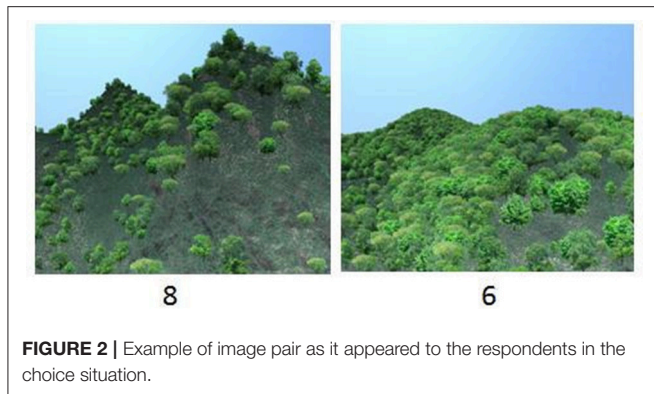 8 6
FIGURE 2 | Example of image pair as it appeared to the respondents in the
choice situation.